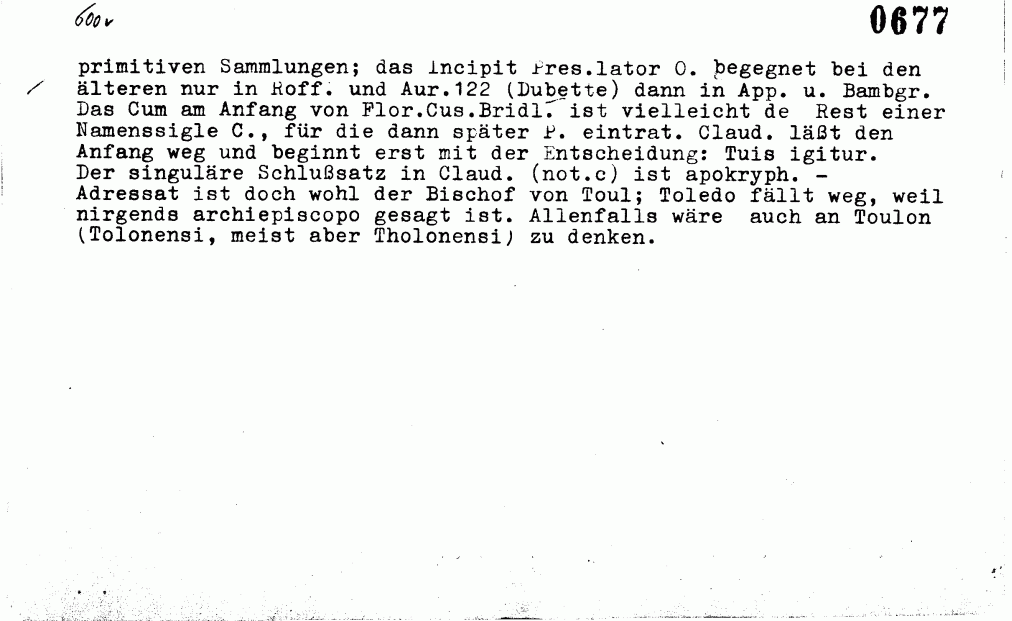 600v
0677
primitiven Sammlungen; das Incipit Pres.lator O. begegnet bei den
älteren nur in Roff. und Aur.122 (Dubette) dann in App. u. Bambgr.
Das Cum am Anfang von Flor.Cus.Bridl. ist vielleicht de Rest einer
Namenssigle C., für die dann später P. eintrat. Claud. läßt den
Anfang weg und beginnt erst mit der Entscheidung: Tuis igitur.
Der singuläre Schlußsatz in Claud. (not.c) ist apokryph. -
Adressat ist doch wohl der Bischof von Toul; Toledo fällt weg, weil
nirgends archiepiscopo gesagt ist. Allenfalls wäre auch an Toulon
(Tolonensi, meist aber Tholonensi) zu denken.